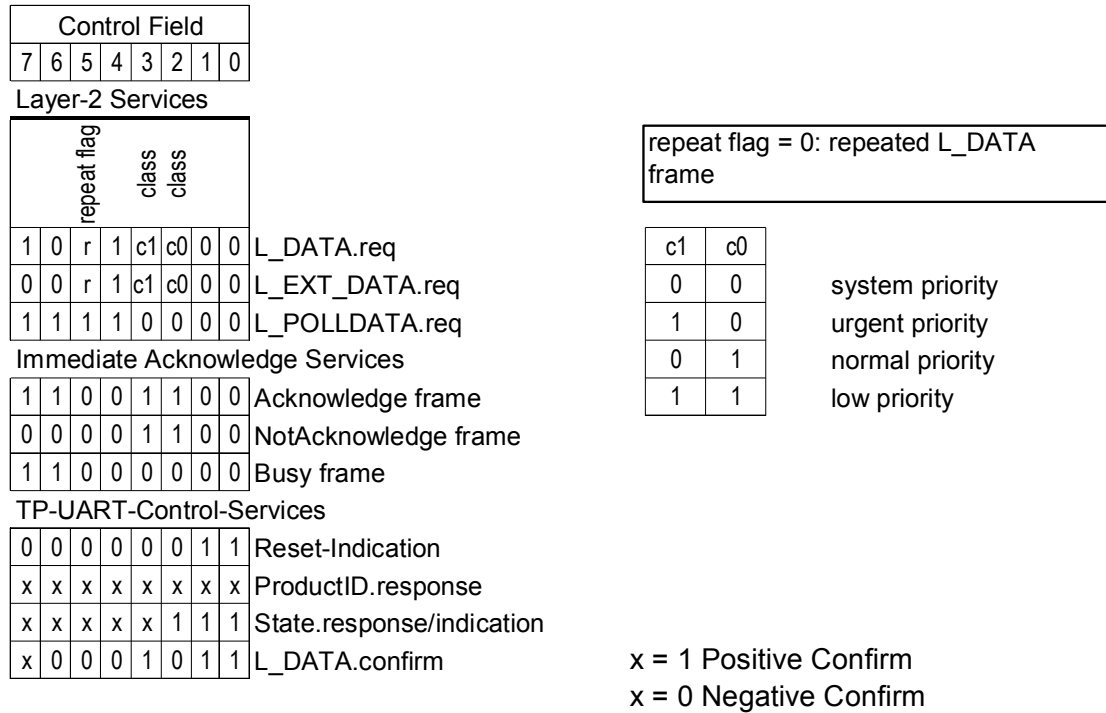 Control Field
7 6 5 4 3 2 1 0
Layer-2 Services
repeat flag class class
repeat flag = 0: repeated L_DATA
frame
1 0 r 1 c1 c0 0 0 L_DATA.req
0 0 r 1 c1 c0 0 0 L_EXT_DATA.req
1 1 1 1 0 0 0 0 L_POLLDATA.req
c1 c0
0 0 system priority
1 0 urgent priority
0 1 normal priority
1 1 low priority
Immediate Acknowledge Services
1 1 0 0 1 1 0 0 Acknowledge frame
0 0 0 0 1 1 0 0 NotAcknowledge frame
1 1 0 0 0 0 0 0 Busy frame
TP-UART-Control-Services
0 0 0 0 0 0 1 1 Reset-Indication
x x x x x x x x ProductID.response
x x x x x 1 1 1 State.response/indication
x 0 0 0 1 0 1 1 L_DATA.confirm
x = 1 Positive Confirm
x = 0 Negative Confirm